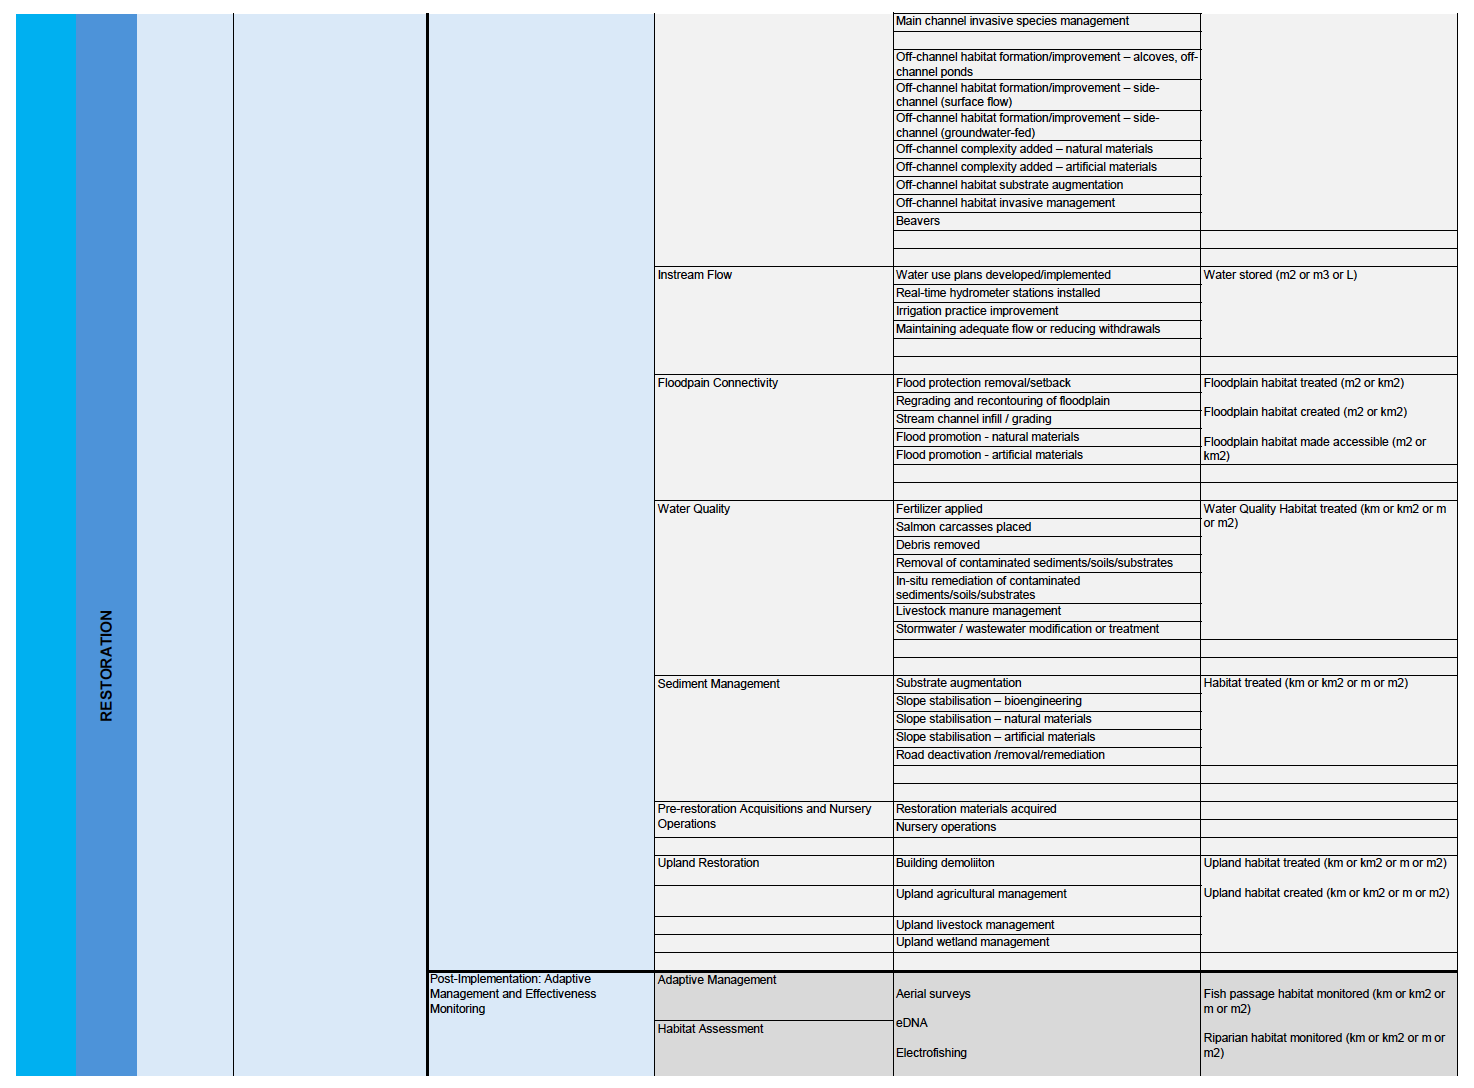 Main channel invasive species management
Off-channel habitat formation/improvement – alcoves, off-
channel ponds
Off-channel habitat formation/improvement – side-
channel (surface flow)
Off-channel habitat formation/improvement – side-
channel (groundwater-fed)
Off-channel complexity added – natural materials
Off-channel complexity added – artificial materials
Off-channel habitat substrate augmentation
Off-channel habitat invasive management
Beavers
Instream Flow
Water use plans developed/implemented
Real-time hydrometer stations installed
Irrigation practice improvement
Maintaining adequate flow or reducing withdrawals
Water stored (m2 or m3 or L)
Floodpain Connectivity
Flood protection removal/setback
Regrading and recontouring of floodplain
Stream channel infill / grading
Flood promotion - natural materials
Flood promotion - artificial materials
Floodplain habitat treated (m2 or km2)
Floodplain habitat created (m2 or km2)
Floodplain habitat made accessible (m2 or
km2)
Water Quality
Fertilizer applied
Salmon carcasses placed
Debris removed
Removal of contaminated sediments/soils/substrates
In-situ remediation of contaminated
sediments/soils/substrates
Livestock manure management
Stormwater / wastewater modification or treatment
Water Quality Habitat treated (km or km2 or m
or m2)
RESTORATION
Sediment Management
Substrate augmentation
Slope stabilisation – bioengineering
Slope stabilisation – natural materials
Slope stabilisation – artificial materials
Road deactivation /removal/remediation
Habitat treated (km or km2 or m or m2)
Pre-restoration Acquisitions and Nursery
Operations
Restoration materials acquired
Nursery operations
Upland Restoration
Building demoliiton
Upland agricultural management
Upland livestock management
Upland wetland management
Upland habitat treated (km or km2 or m or m2)
Upland habitat created (km or km2 or m or m2)
Post-Implementation: Adaptive
Management and Effectiveness
Monitoring
Adaptive Management
Habitat Assessment
Aerial surveys
eDNA
Electrofishing
Fish passage habitat monitored (km or km2 or
m or m2)
Riparian habitat monitored (km or km2 or m or
m2)